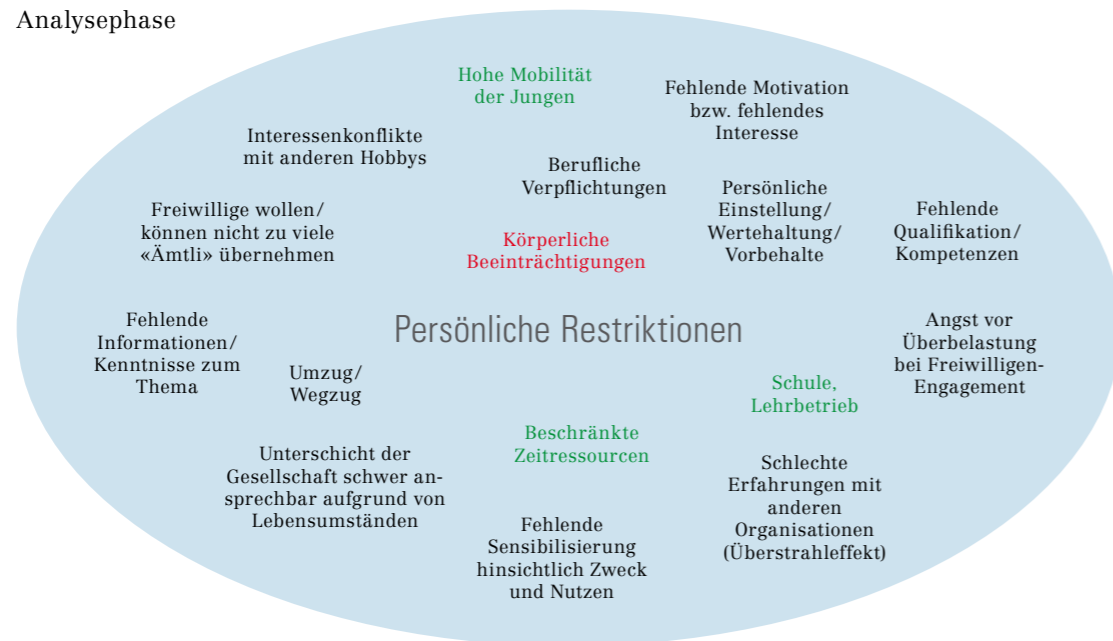 Analysephase
Hohe Mobilität
der Jungen
Fehlende Motivation
bzw. fehlendes
Interesse
Interessenkonflikte
mit anderen Hobbys
Berufliche
Verpflichtungen
Persönliche
Einstellung/
Wertehaltung/
Vorbehalte
Freiwillige wollen/
können nicht zu viele
«Ämtli» übernehmen
Fehlende
Qualifikation/
Kompetenzen
Körperliche
Beeinträchtigungen
Persönliche Restriktionen
Fehlende
Informationen/
Kenntnisse zum
Thema
Angst vor
Überbelastung
bei Freiwilligen-
Engagement
Umzug/
Wegzug
Schule,
Lehrbetrieb
Beschränkte
Zeitressourcen
Unterschicht der
Gesellschaft schwer an-
sprechbar aufgrund von
Lebensumständen
Schlechte
Erfahrungen mit
anderen
Organisationen
(Überstrahleffekt)
Fehlende
Sensibilisierung
hinsichtlich Zweck
und Nutzen